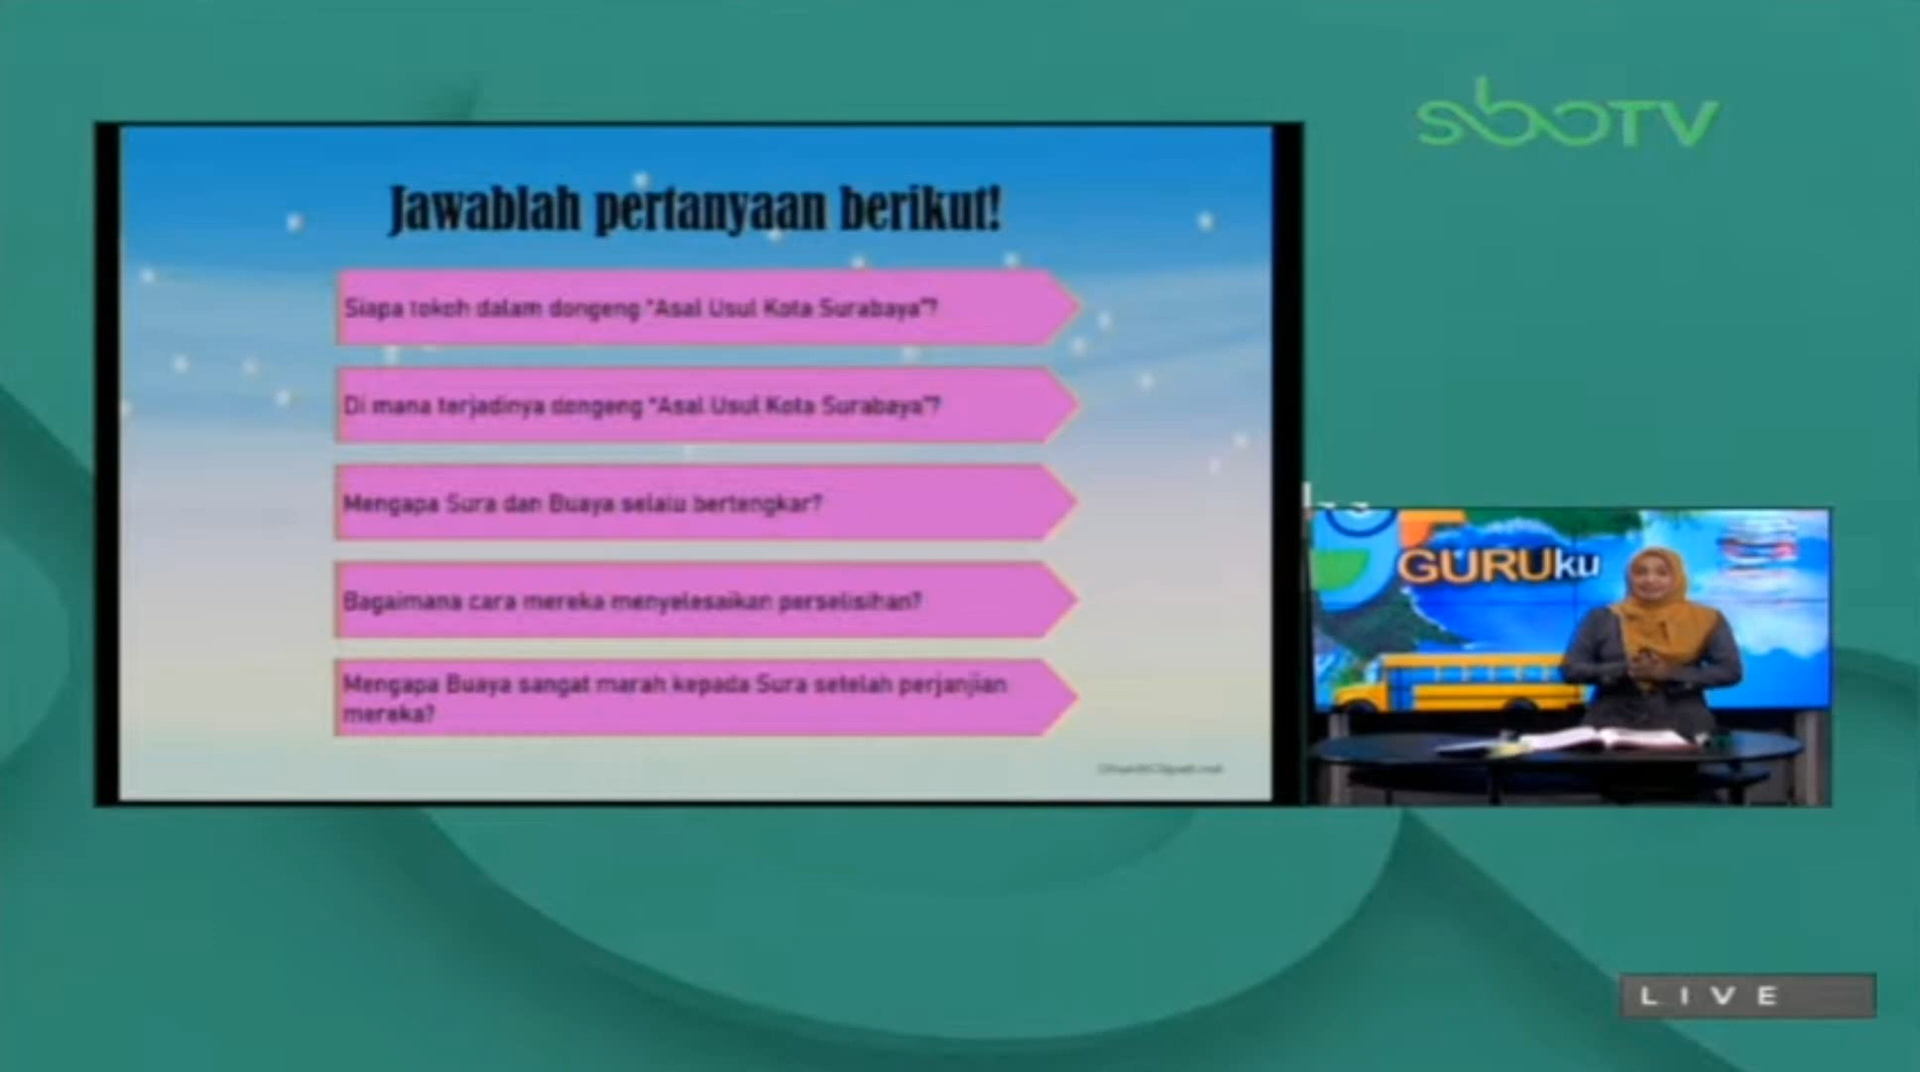 sboTV
Jawablah pertanyaan berikut!
Siapa tokoh dalam dongeng "Asal Usul Kota Surabaya"?
Di mana terjadinya dongeng "Asal Usul Kota Surabaya"?
Mengapa Sura dan Buaya selalu bertengkar?
Bagaimana cara mereka menyelesaikan perselisihan?
Mengapa Buaya sangat marah kepada Sura setelah perjanjian
mereka?
GURUku
LIVE